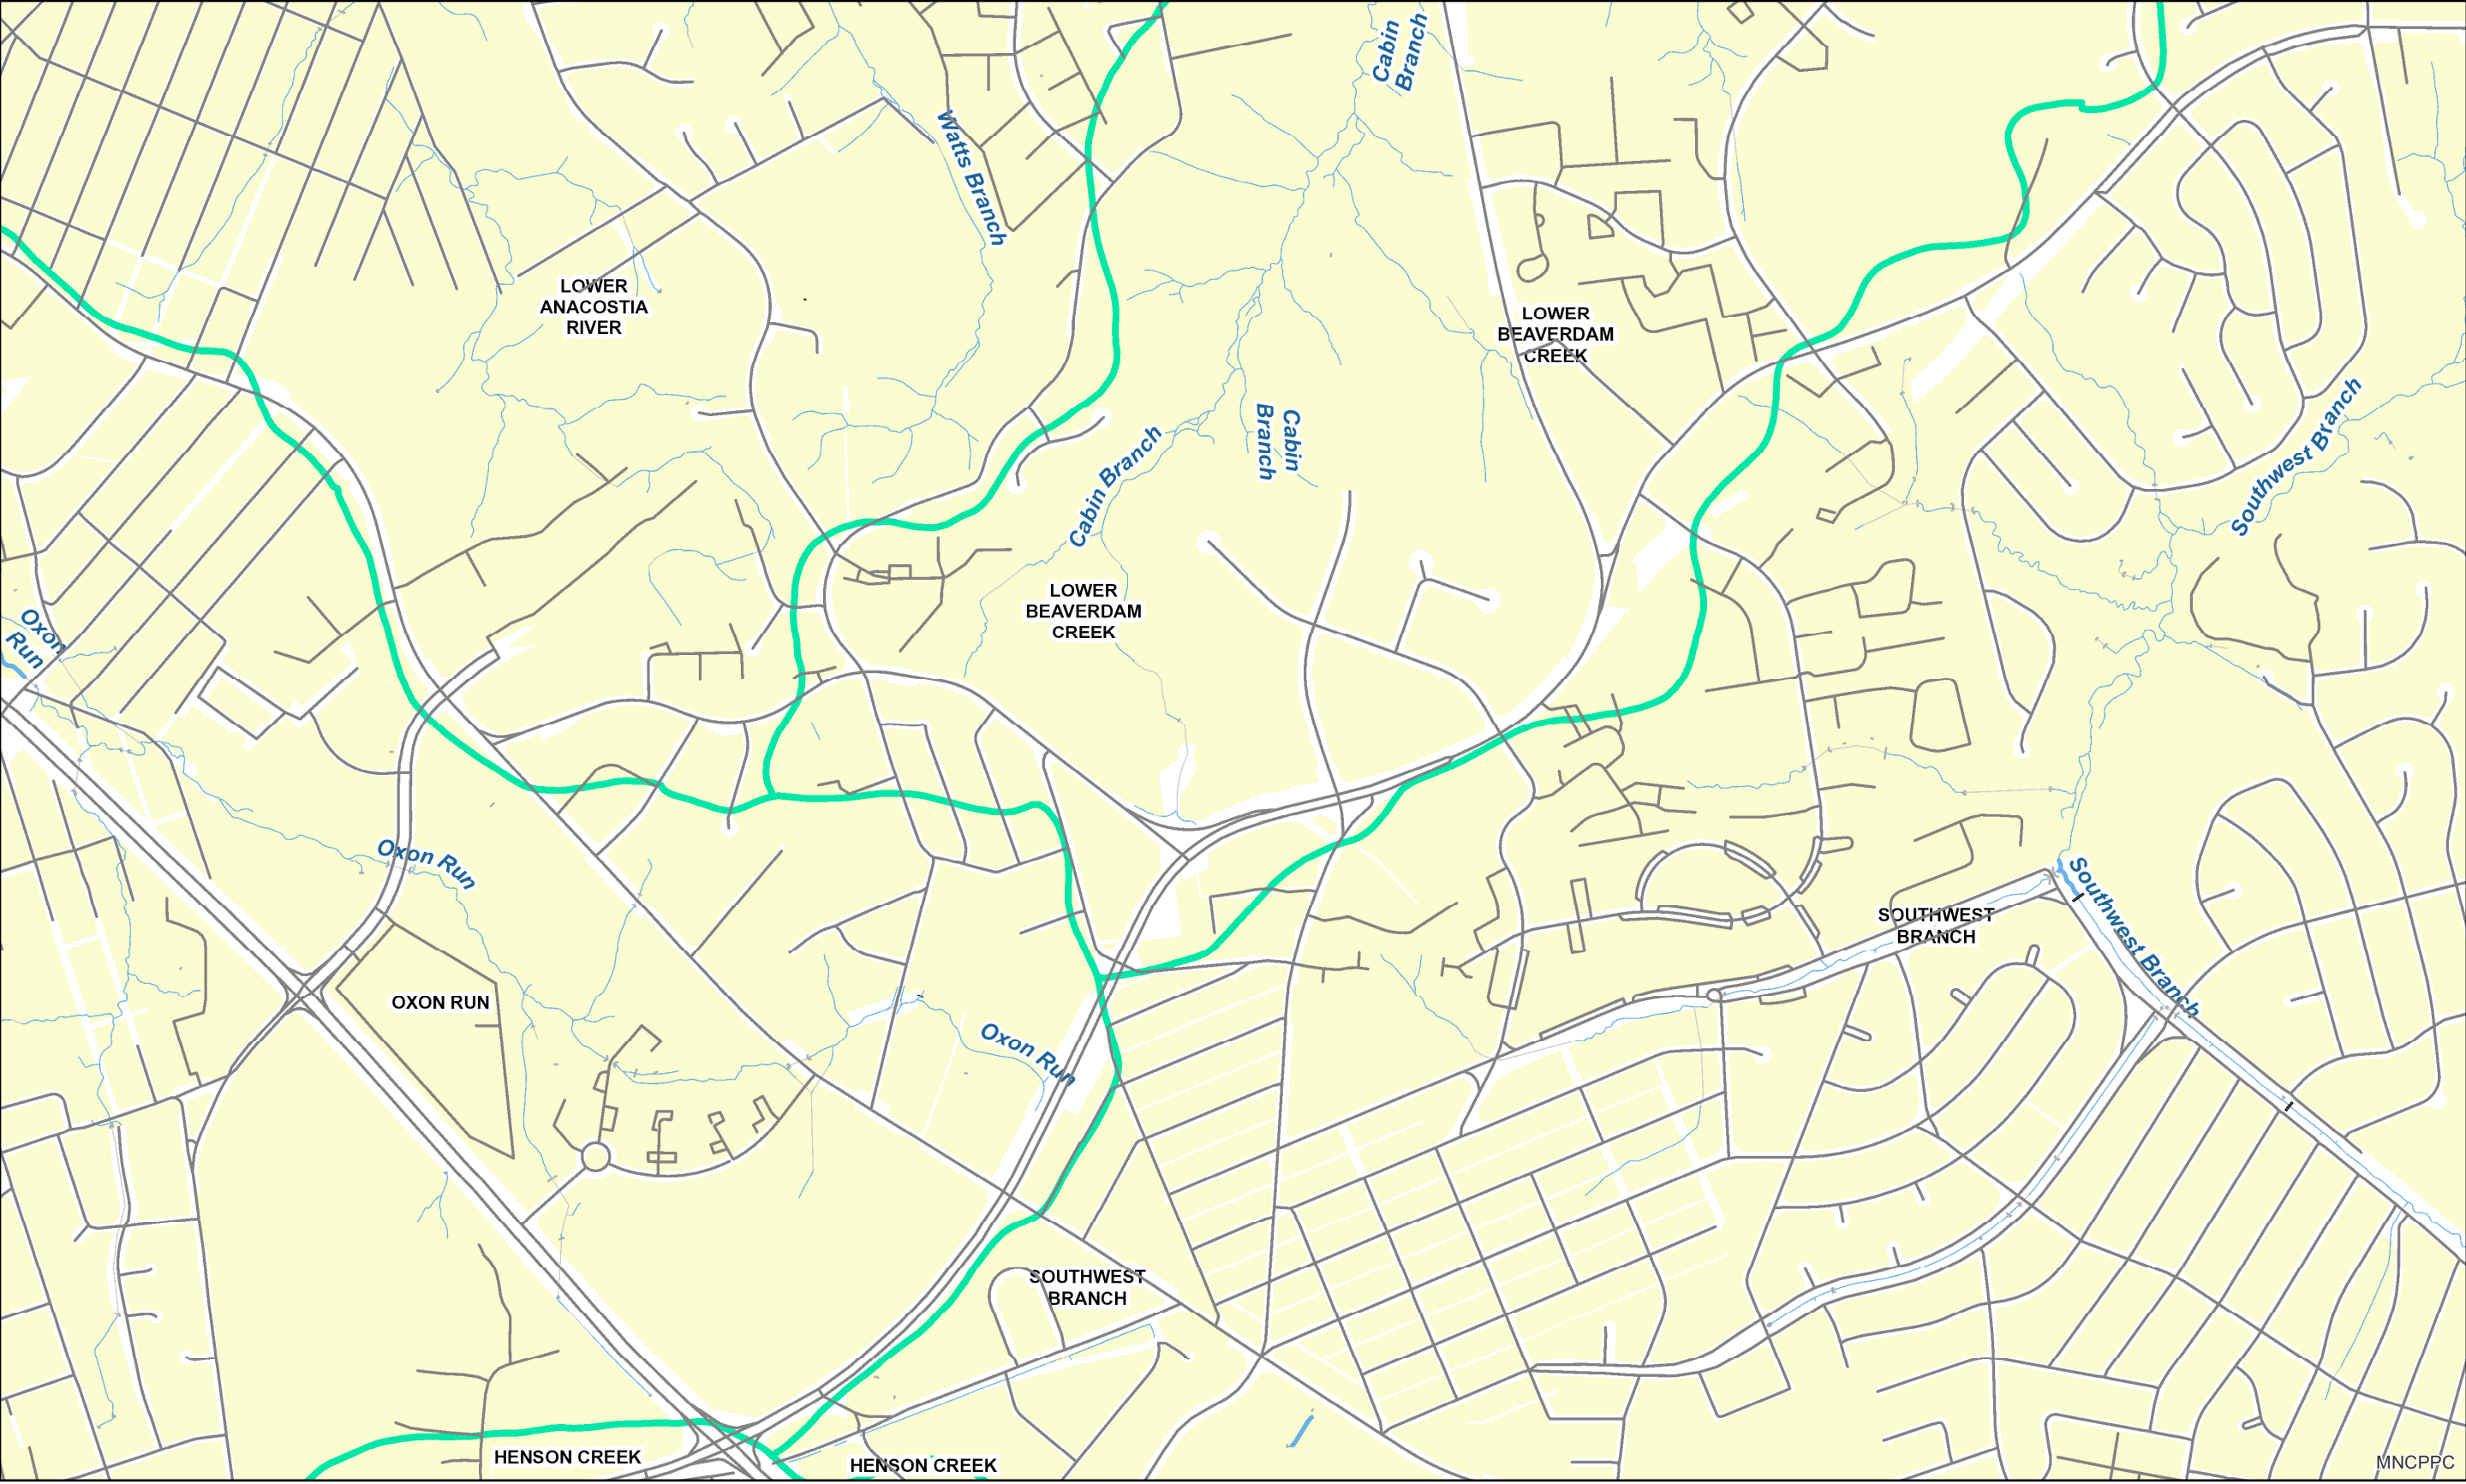 Cabin
Branch
Watts Branch
LOWER
ANACOSTIA
RIVER
LOWER
BEAVERDAM
CREEK
Cabin Branch
Cabin
Branch
Southwest Branch
LOWER
BEAVERDAM
CREEK
Oxon
Run
Oxon Run
Southwest Branch
SOUTHWEST
BRANCH
OXON RUN
Oxon Run
SOUTHWEST
BRANCH
HENSON CREEK
HENSON CREEK
MNCPPC